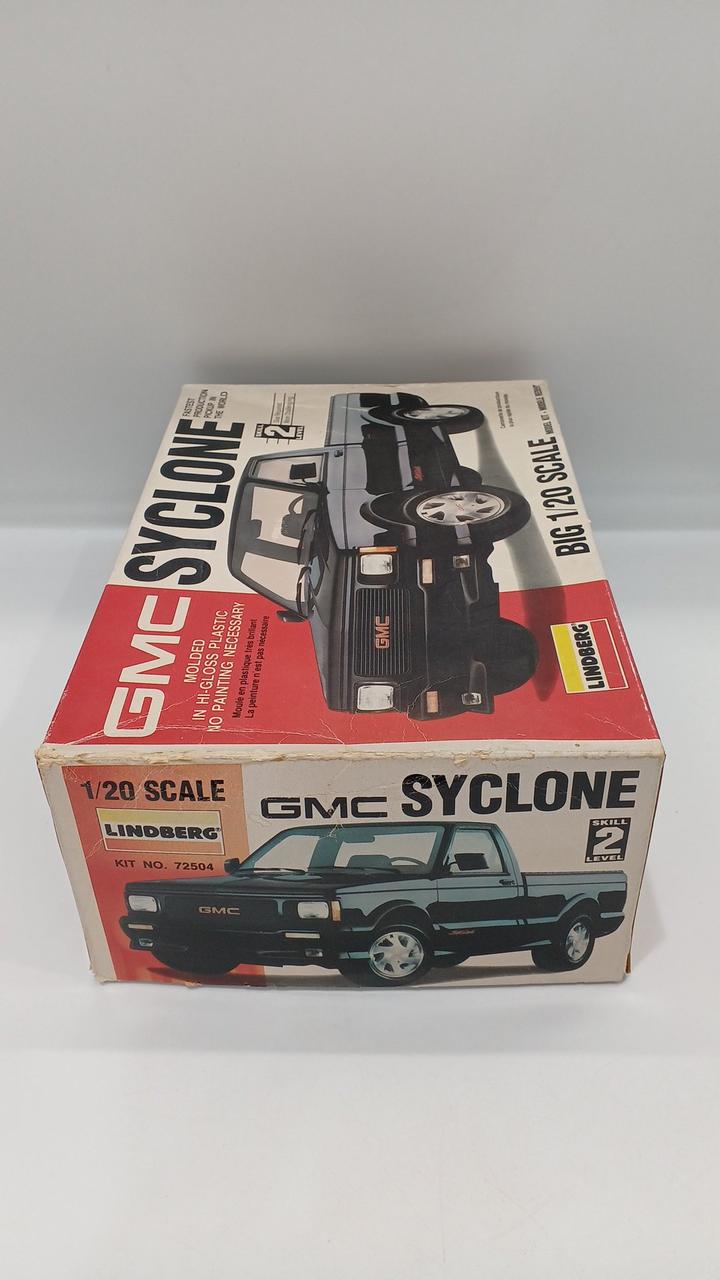 GMC SYCLONE
FASTEST
PRODUCTION
PICKUP IN
THE WORLD
SKILL
2
LEVEL
MOLDED
IN HI-GLOSS PLASTIC
NO PAINTING NECESSARY
Moulé en plastique très brillant
La peinture n'est pas nécessaire
GMC
BIG 1/20 SCALE
LINDBERG
1/20 SCALE
LINDBERG
KIT NO. 72504
GMC SYCLONE
SKILL
2
LEVEL
GMC